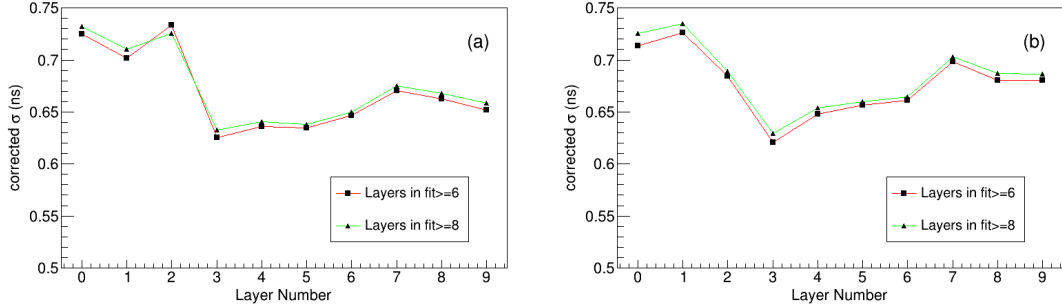 0.75
0.7
0.65
0.6
0.55
0.5
corrected σ (ns)
(a)
Layers in fit>=6
Layers in fit>=8
0 1 2 3 4 5 6 7 8 9
Layer Number
0.75
0.7
0.65
0.6
0.55
0.5
corrected σ (ns)
(b)
Layers in fit>=6
Layers in fit>=8
0 1 2 3 4 5 6 7 8 9
Layer Number